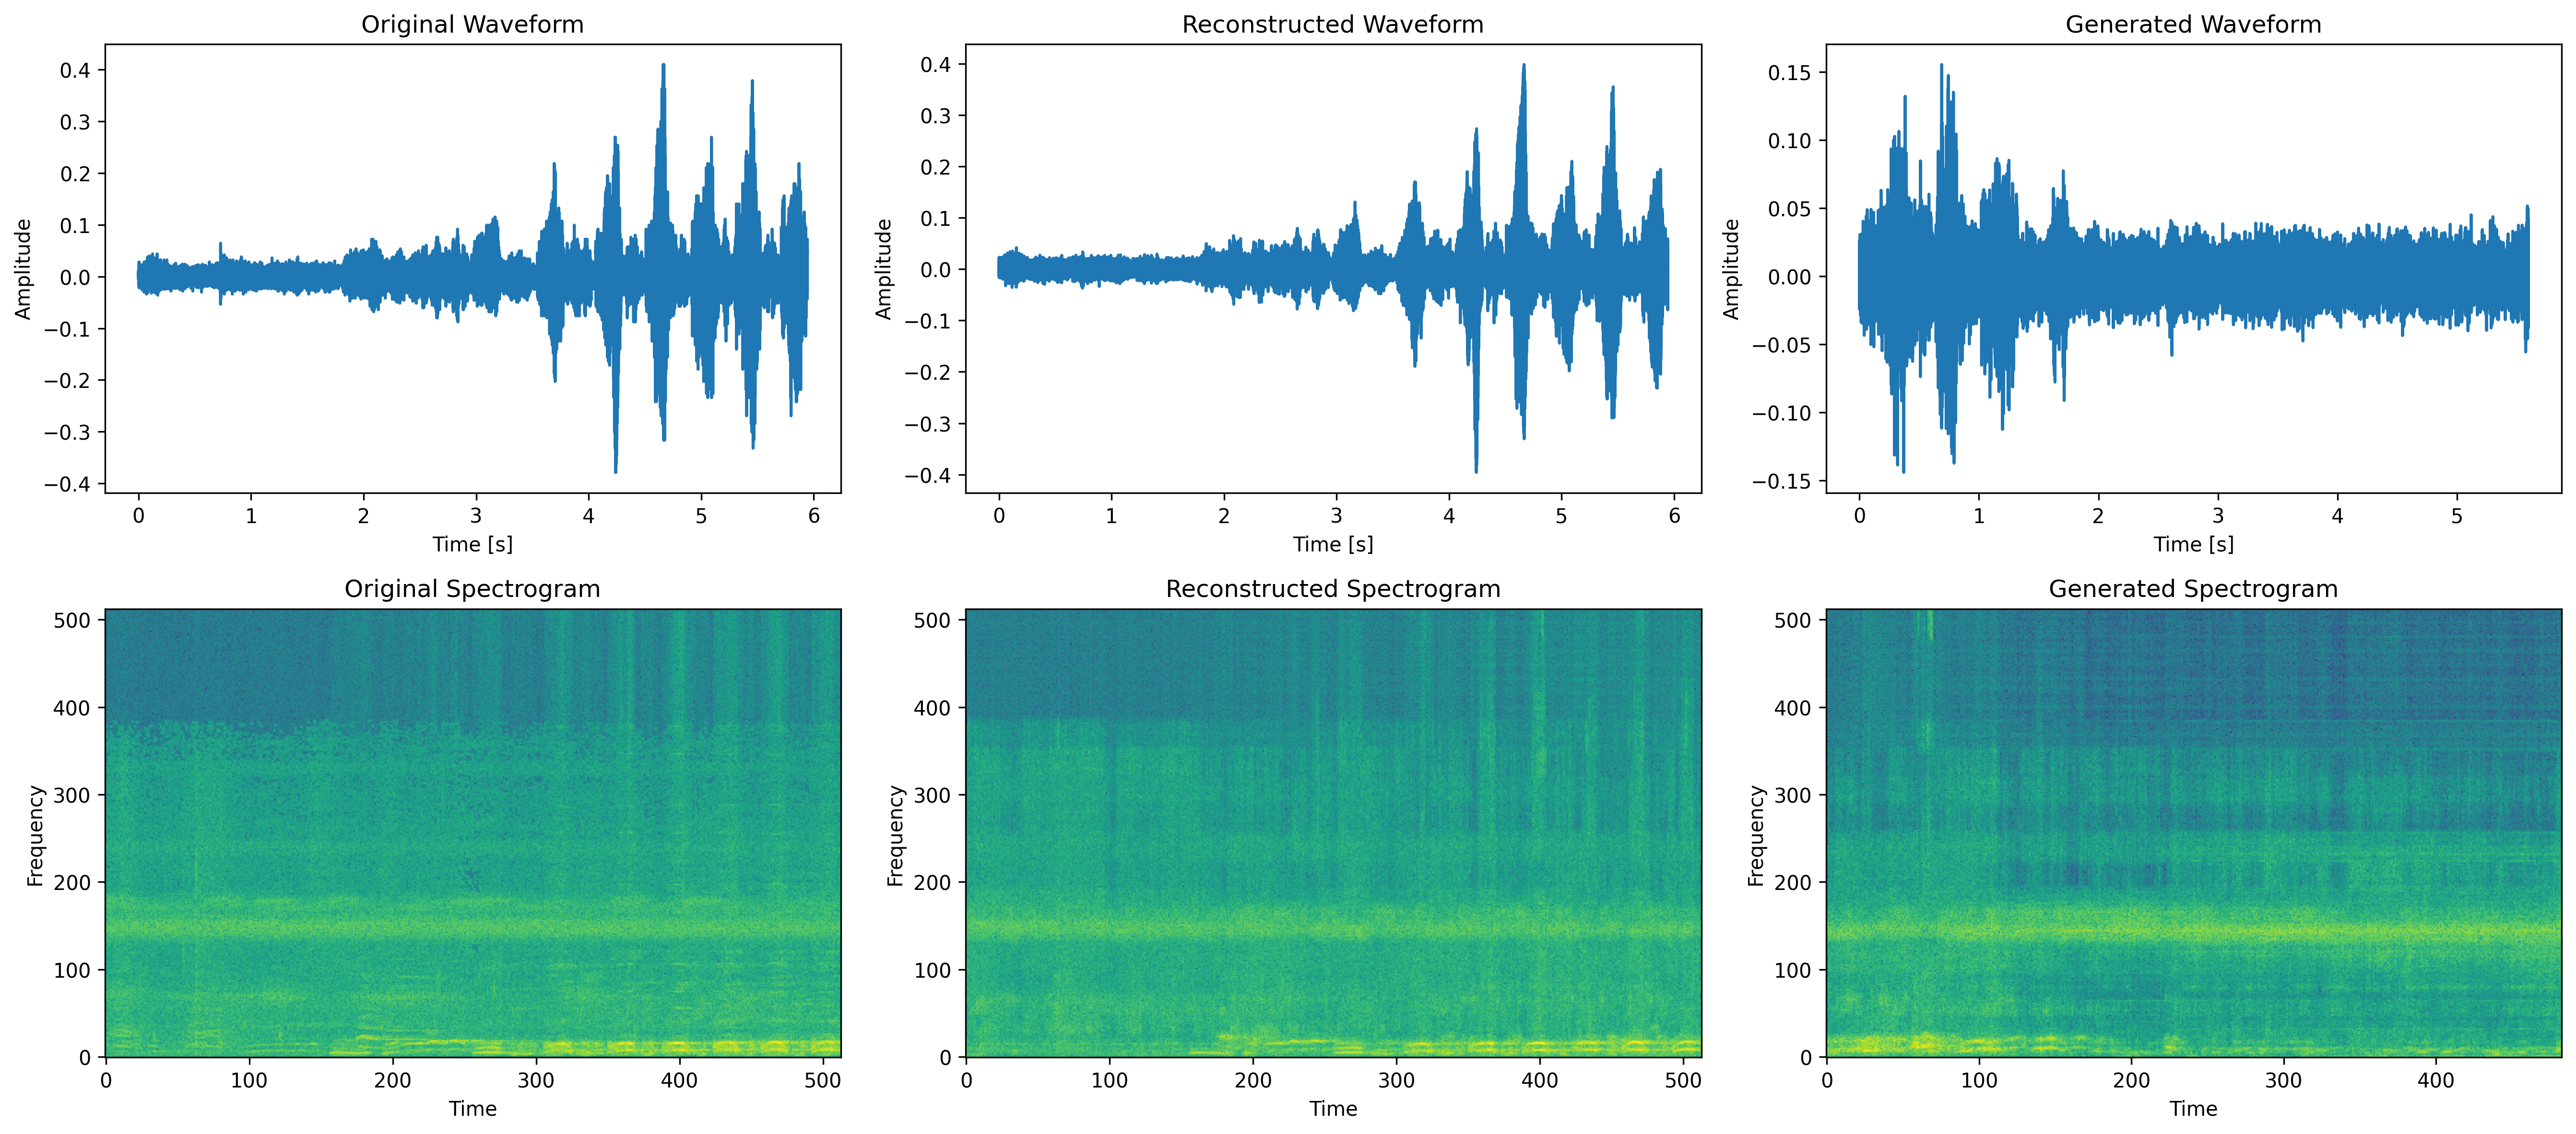 Original Waveform
0.4
0.3
0.2
0.1
0.0
−0.1
−0.2
−0.3
−0.4
Amplitude
0 1 2 3 4 5 6
Time [s]
Reconstructed Waveform
0.4
0.3
0.2
0.1
0.0
−0.1
−0.2
−0.3
−0.4
Amplitude
0 1 2 3 4 5 6
Time [s]
Generated Waveform
0.15
0.10
0.05
0.00
−0.05
−0.10
−0.15
Amplitude
0 1 2 3 4 5
Time [s]
Original Spectrogram
500
400
300
200
100
0
Frequency
0 100 200 300 400 500
Time
Reconstructed Spectrogram
500
400
300
200
100
0
Frequency
0 100 200 300 400 500
Time
Generated Spectrogram
500
400
300
200
100
0
Frequency
0 100 200 300 400
Time